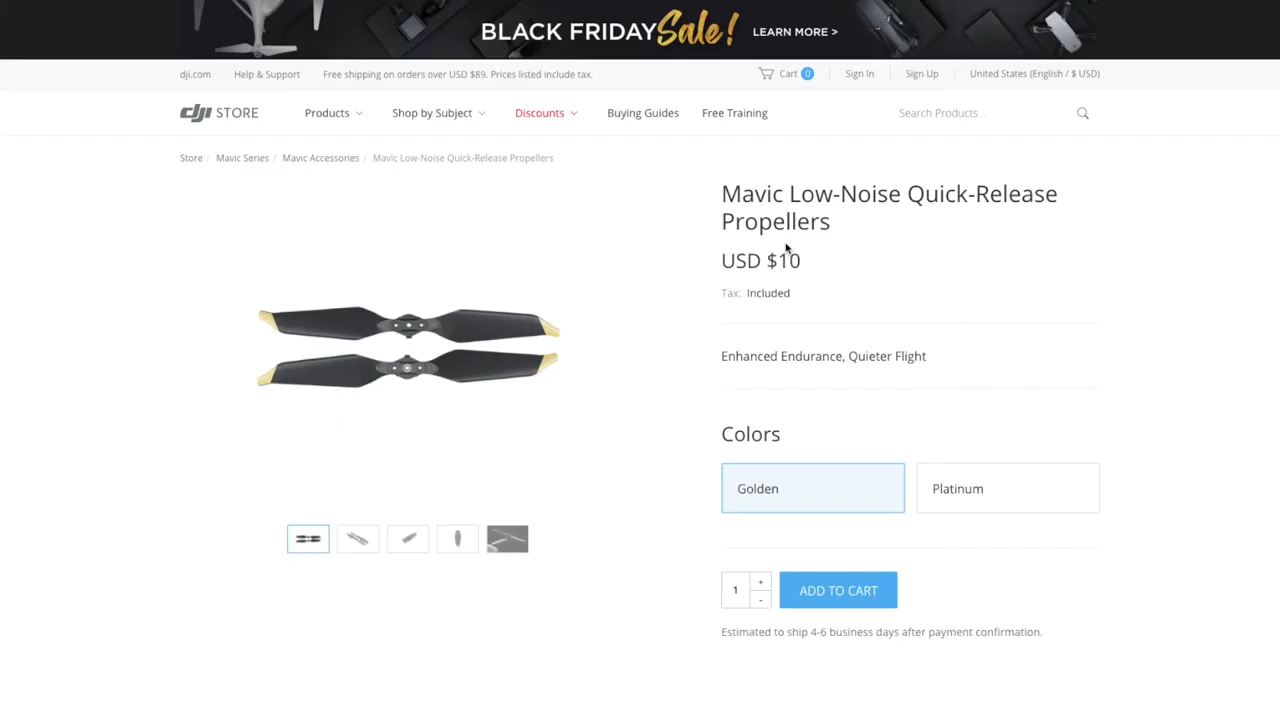 BLACK FRIDAY Sale! LEARN MORE >
dji.com Help & Support Free shipping on orders over USD $89. Prices listed include tax. Cart 0 Sign In Sign Up United States (English / $ USD)
dji STORE Products Shop by Subject Discounts Buying Guides Free Training Search Products...
Store / Mavic Series / Mavic Accessories / Mavic Low-Noise Quick-Release Propellers
Mavic Low-Noise Quick-Release
Propellers
USD $10
Tax: Included
Enhanced Endurance, Quieter Flight
Colors
Golden Platinum
1 + - ADD TO CART
Estimated to ship 4-6 business days after payment confirmation.